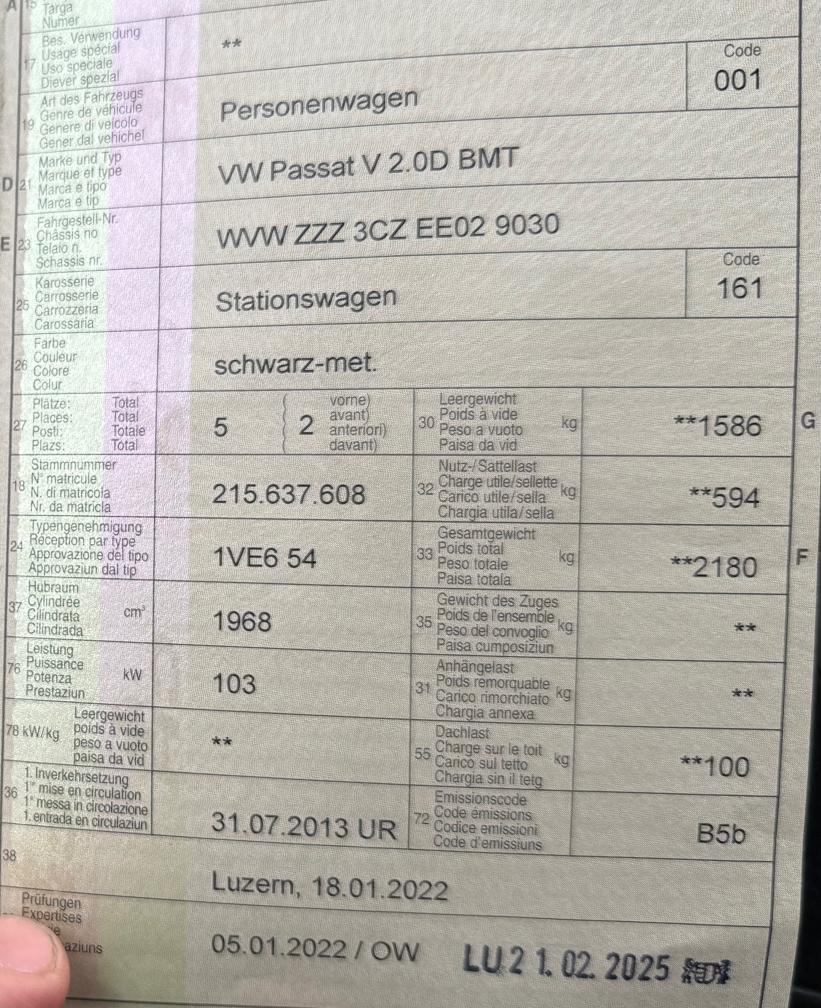 A 15 Targa
Numer
17 Bes. Verwendung
Usage spécial
Uso speciale
Diever spezial
**
19 Art des Fahrzeugs
Genre de véhicule
Genere di veicolo
Gener dal vehichel
Personenwagen
Code
001
D 21 Marke und Typ
Marque et type
Marca e tipo
Marca e tip
VW Passat V 2.0D BMT
E 23 Fahrgestell-Nr.
Châssis no
Telaio n.
Schassis nr.
WVW ZZZ 3CZ EE02 9030
25 Karosserie
Carrosserie
Carrozzeria
Carossaria
Stationswagen
Code
161
26 Farbe
Couleur
Colore
Colur
schwarz-met.
27 Plätze: Total
Places: Total
Posti: Totale
Plazs: Total
5 ( 2 vorne)
avant)
anteriori)
davant)
30 Leergewicht
Poids à vide
Peso a vuoto
Paisa da vid
kg
**1586
G
18 Stammnummer
N° matricule
N. di matricola
Nr. da matricla
215.637.608
32 Nutz-/Sattellast
Charge utile/sellette
Carico utile/sella
Chargia utila/sella
kg
**594
24 Typengenehmigung
Réception par type
Approvazione del tipo
Approvaziun dal tip
1VE6 54
33 Gesamtgewicht
Poids total
Peso totale
Paisa totala
kg
**2180
F
37 Hubraum
Cylindrée
Cilindrata
Cilindrada
cm³
1968
35 Gewicht des Zuges
Poids de l'ensemble
Peso del convoglio
Paisa cumposiziun
kg
**
76 Leistung
Puissance
Potenza
Prestaziun
kW
103
31 Anhängelast
Poids remorquable
Carico rimorchiato
Chargia annexa
kg
**
78 kW/kg Leergewicht
poids à vide
peso a vuoto
paisa da vid
**
55 Dachlast
Charge sur le toit
Carico sul tetto
Chargia sin il tetg
kg
**100
36 1. Inverkehrsetzung
1re mise en circulation
1a messa in circolazione
1. entrada en circulaziun
31.07.2013 UR
72 Emissionscode
Code émissions
Codice emissioni
Code d'emissiuns
B5b
38
Luzern, 18.01.2022
Prüfungen
Expertises
aziuns
05.01.2022 / OW
LU 2 1. 02. 2025